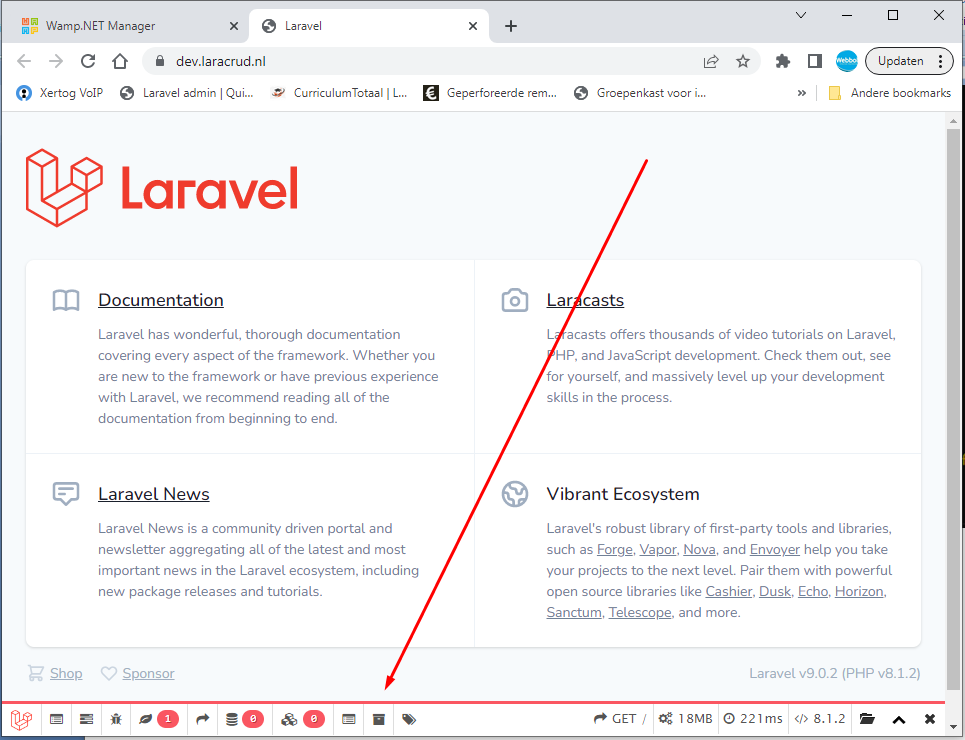 Wamp.NET Manager
Laravel
dev.laracrud.nl
Webbo
Updaten
Xertog VoIP
Laravel admin | Qui...
CurriculumTotaal | L...
Geperforeerde rem...
Groepenkast voor i...
»
Andere bookmarks
Laravel
Documentation
Laravel has wonderful, thorough documentation
covering every aspect of the framework. Whether you
are new to the framework or have previous experience
with Laravel, we recommend reading all of the
documentation from beginning to end.
Laracasts
Laracasts offers thousands of video tutorials on Laravel,
PHP, and JavaScript development. Check them out, see
for yourself, and massively level up your development
skills in the process.
Laravel News
Laravel News is a community driven portal and
newsletter aggregating all of the latest and most
important news in the Laravel ecosystem, including
new package releases and tutorials.
Vibrant Ecosystem
Laravel's robust library of first-party tools and libraries,
such as Forge, Vapor, Nova, and Envoyer help you take
your projects to the next level. Pair them with powerful
open source libraries like Cashier, Dusk, Echo, Horizon,
Sanctum, Telescope, and more.
Shop
Sponsor
Laravel v9.0.2 (PHP v8.1.2)
1
0
0
GET /
18MB
221ms
</> 8.1.2